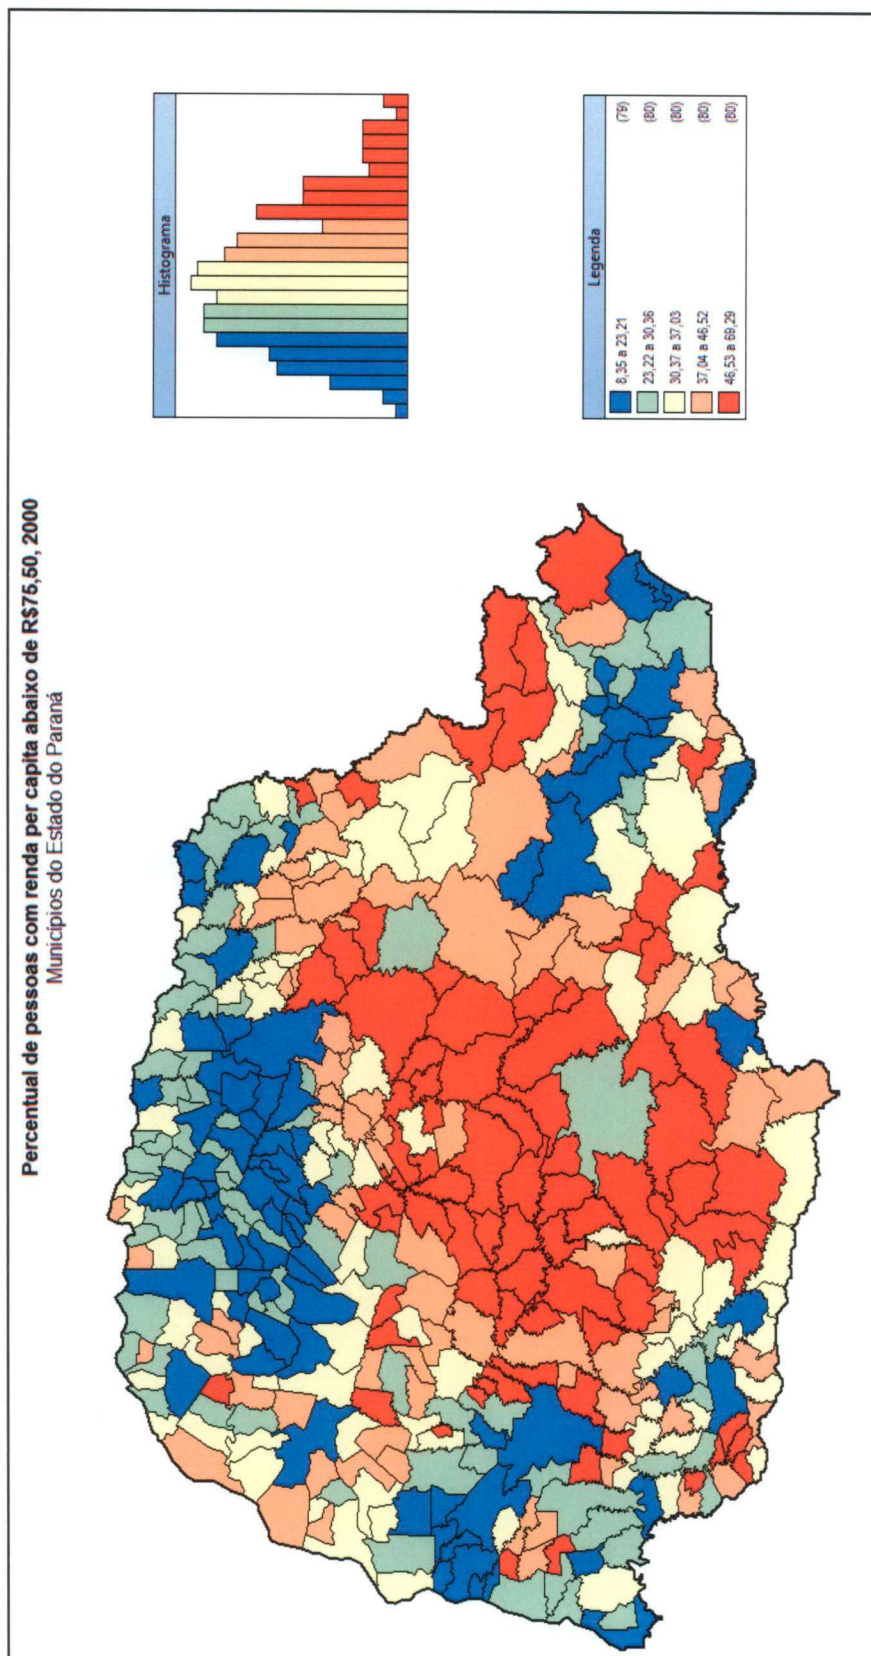 Percentual de pessoas com renda per capita abaixo de R$75,50, 2000
Municípios do Estado do Paraná
Histograma
Legenda
8,35 a 23,21 (79)
23,22 a 30,36 (80)
30,37 a 37,03 (80)
37,04 a 46,52 (80)
46,53 a 69,29 (80)